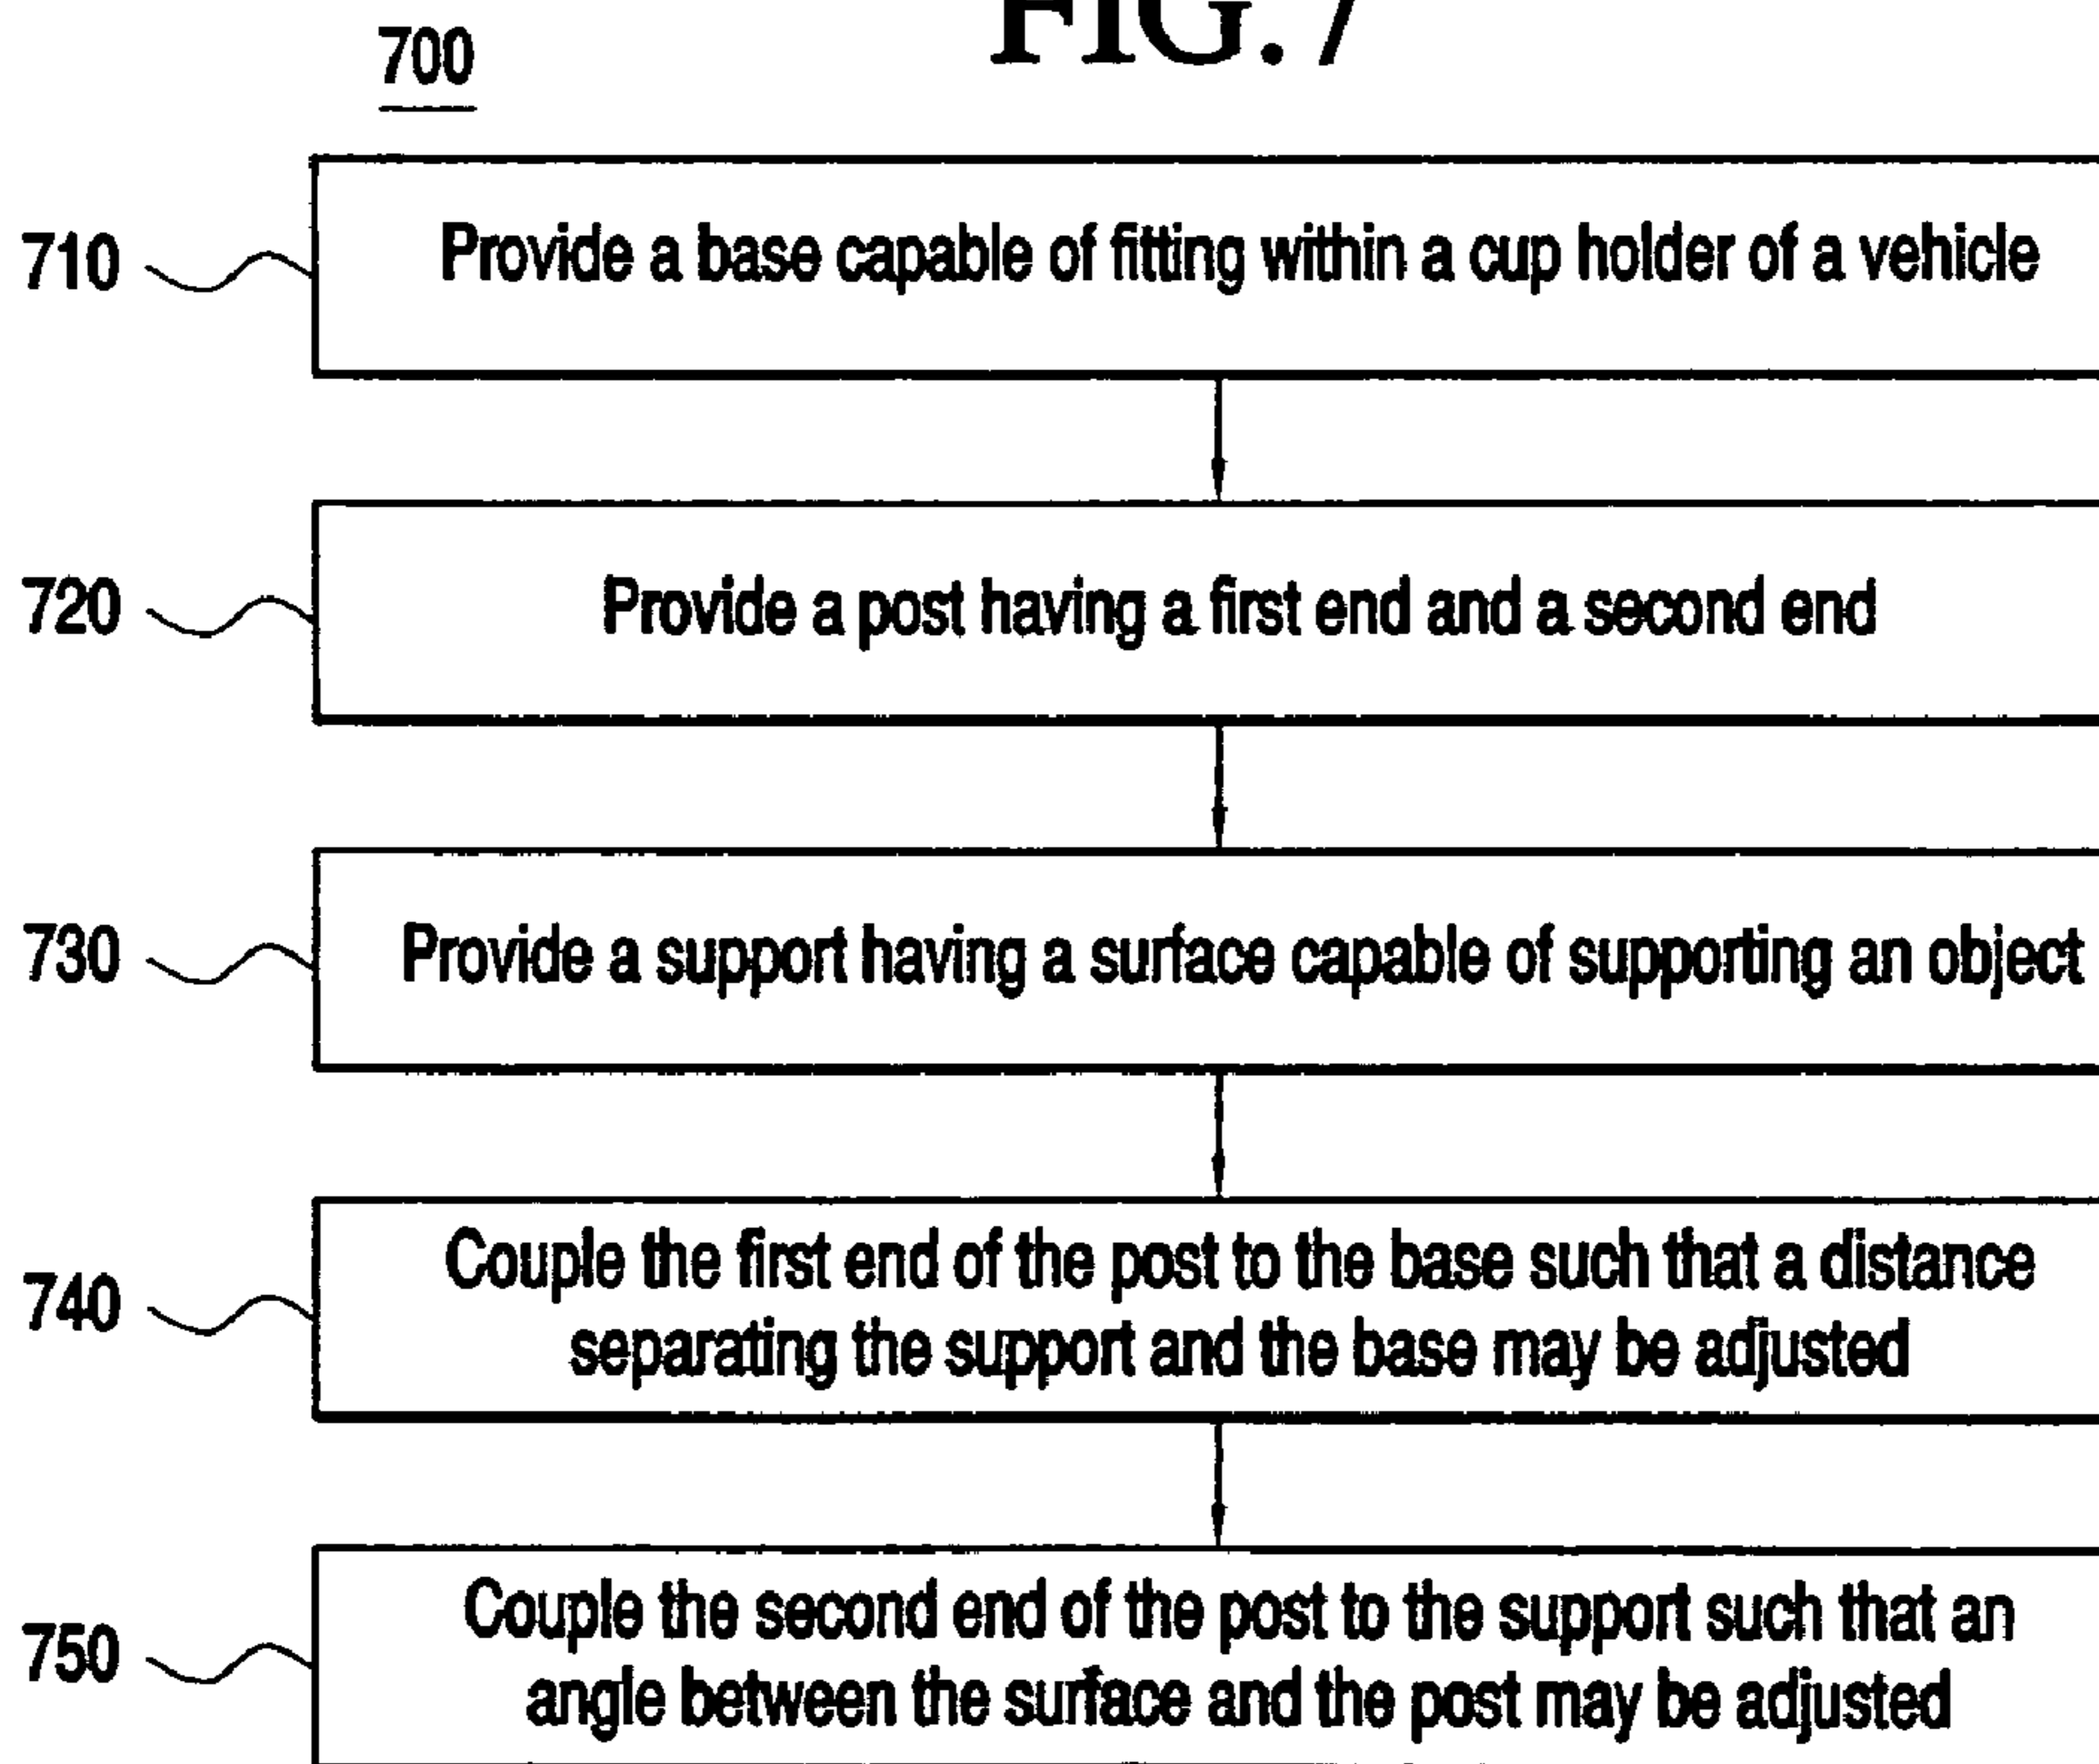 FIG. 7
700
710
Provide a base capable of fitting within a cup holder of a vehicle
720
Provide a post having a first end and a second end
730
Provide a support having a surface capable of supporting an object
740
Couple the first end of the post to the base such that a distance
separating the support and the base may be adjusted
750
Couple the second end of the post to the support such that an
angle between the surface and the post may be adjusted